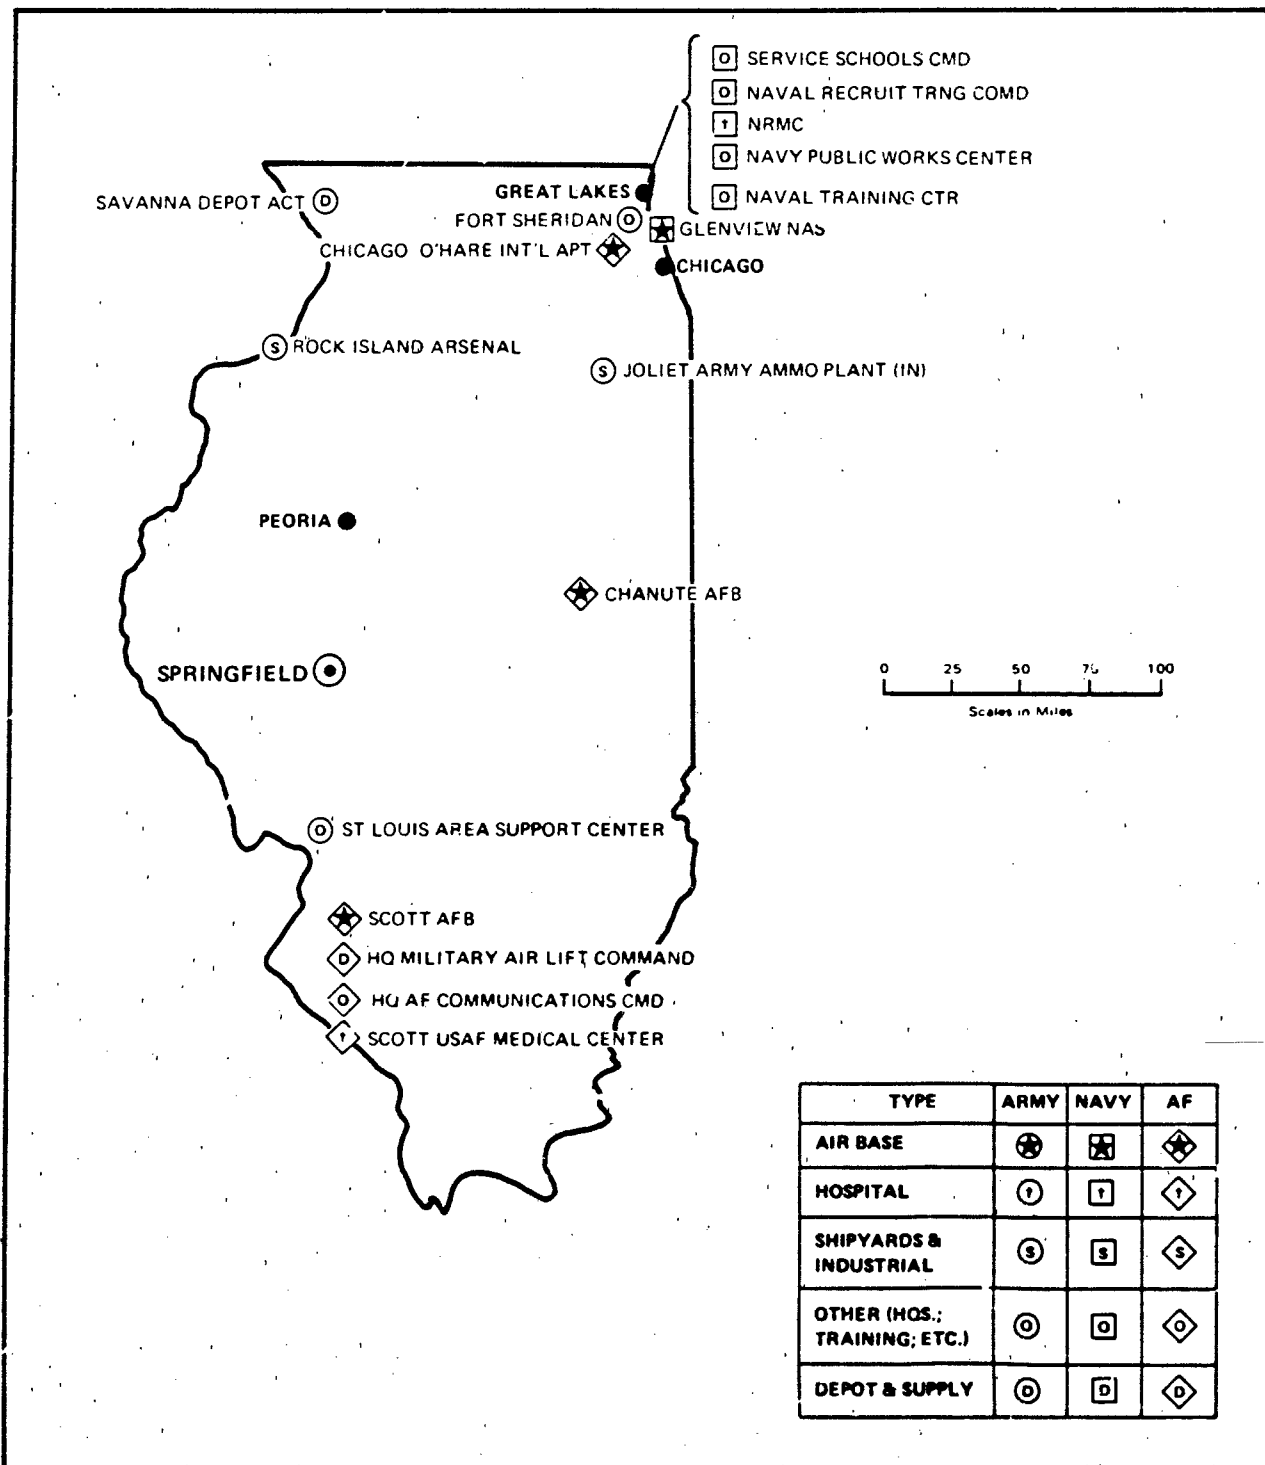 O SERVICE SCHOOLS CMD
O NAVAL RECRUIT TRNG COMD
† NRMC
O NAVY PUBLIC WORKS CENTER
O NAVAL TRAINING CTR
SAVANNA DEPOT ACT D
GREAT LAKES
FORT SHERIDAN O
GLENVIEW NAS
CHICAGO O'HARE INT'L APT
CHICAGO
S ROCK ISLAND ARSENAL
S JOLIET ARMY AMMO PLANT (IN)
PEORIA
CHANUTE AFB
SPRINGFIELD
0 25 50 75 100
Scales in Miles
O ST LOUIS AREA SUPPORT CENTER
SCOTT AFB
D HQ MILITARY AIR LIFT COMMAND
O HQ AF COMMUNICATIONS CMD
† SCOTT USAF MEDICAL CENTER
TYPE ARMY NAVY AF
AIR BASE
HOSPITAL † † †
SHIPYARDS &
INDUSTRIAL S S S
OTHER (HQS.;
TRAINING; ETC.) O O O
DEPOT & SUPPLY D D D